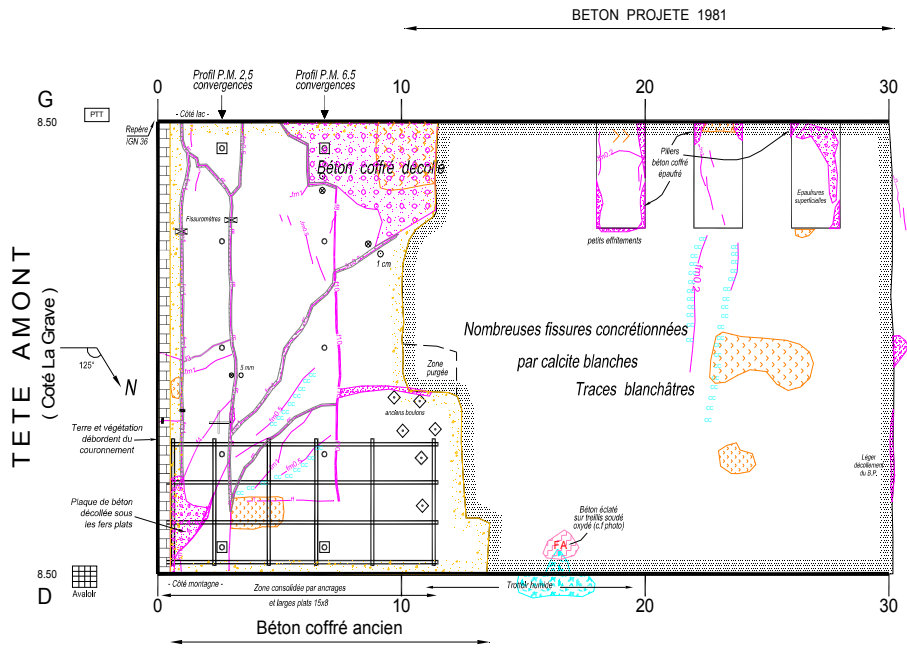 BETON PROJETE 1981
Profil P.M. 2,5
convergences
Profil P.M. 6.5
convergences
0
10
20
30
G
8.50
PTT
- Côté lac -
Repère
IGN 36
Béton coffré décollé
Piliers
béton coffré
épaufré
Epaufrures
superficielles
petits effritements
Fissuromètres
1 cm
fm0.2
TETE AMONT
( Coté La Grave )
125°
N
5 mm
Nombreuses fissures concrétionnées
par calcite blanches
Traces blanchâtres
Zone
purgée
anciens boulons
Terre et végétation
débordent du
couronnement
Plaque de béton
décollée sous
les fers plats
Léger
décollement
du B.P.
Béton éclaté
sur treillis soudé
oxydé (c.f photo)
FA
8.50
D
Avaloir
- Côté montagne -
Zone consolidée par ancrages
et larges plats 15x8
Trottoir humide
0
10
20
30
Béton coffré ancien